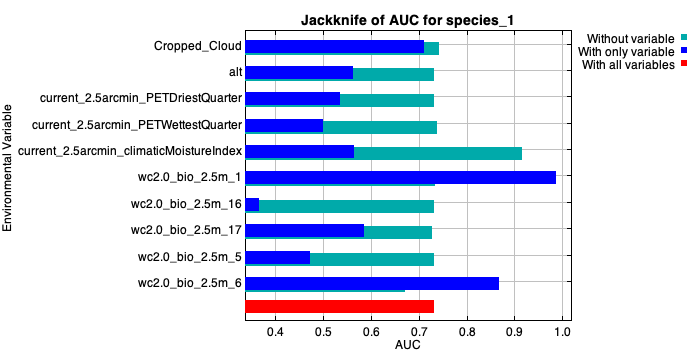 Jackknife of AUC for species_1
Without variable
With only variable
With all variables
Environmental Variable
Cropped_Cloud
alt
current_2.5arcmin_PETDriestQuarter
current_2.5arcmin_PETWettestQuarter
current_2.5arcmin_climaticMoistureIndex
wc2.0_bio_2.5m_1
wc2.0_bio_2.5m_16
wc2.0_bio_2.5m_17
wc2.0_bio_2.5m_5
wc2.0_bio_2.5m_6
0.4 0.5 0.6 0.7 0.8 0.9 1.0
AUC